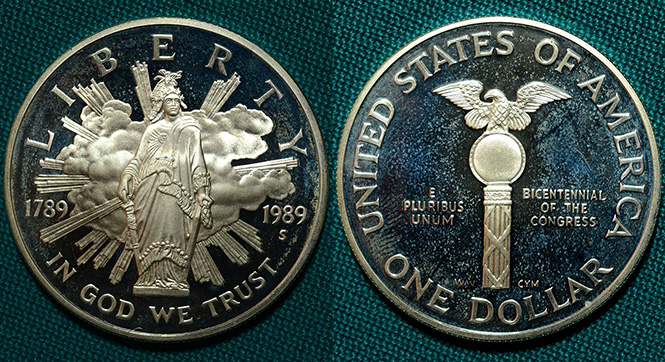 LIBERTY
1789 1989
S
IN GOD WE TRUST
UNITED STATES OF AMERICA
E
PLURIBUS
UNUM
BICENTENNIAL
OF THE
CONGRESS
CYM
ONE DOLLAR